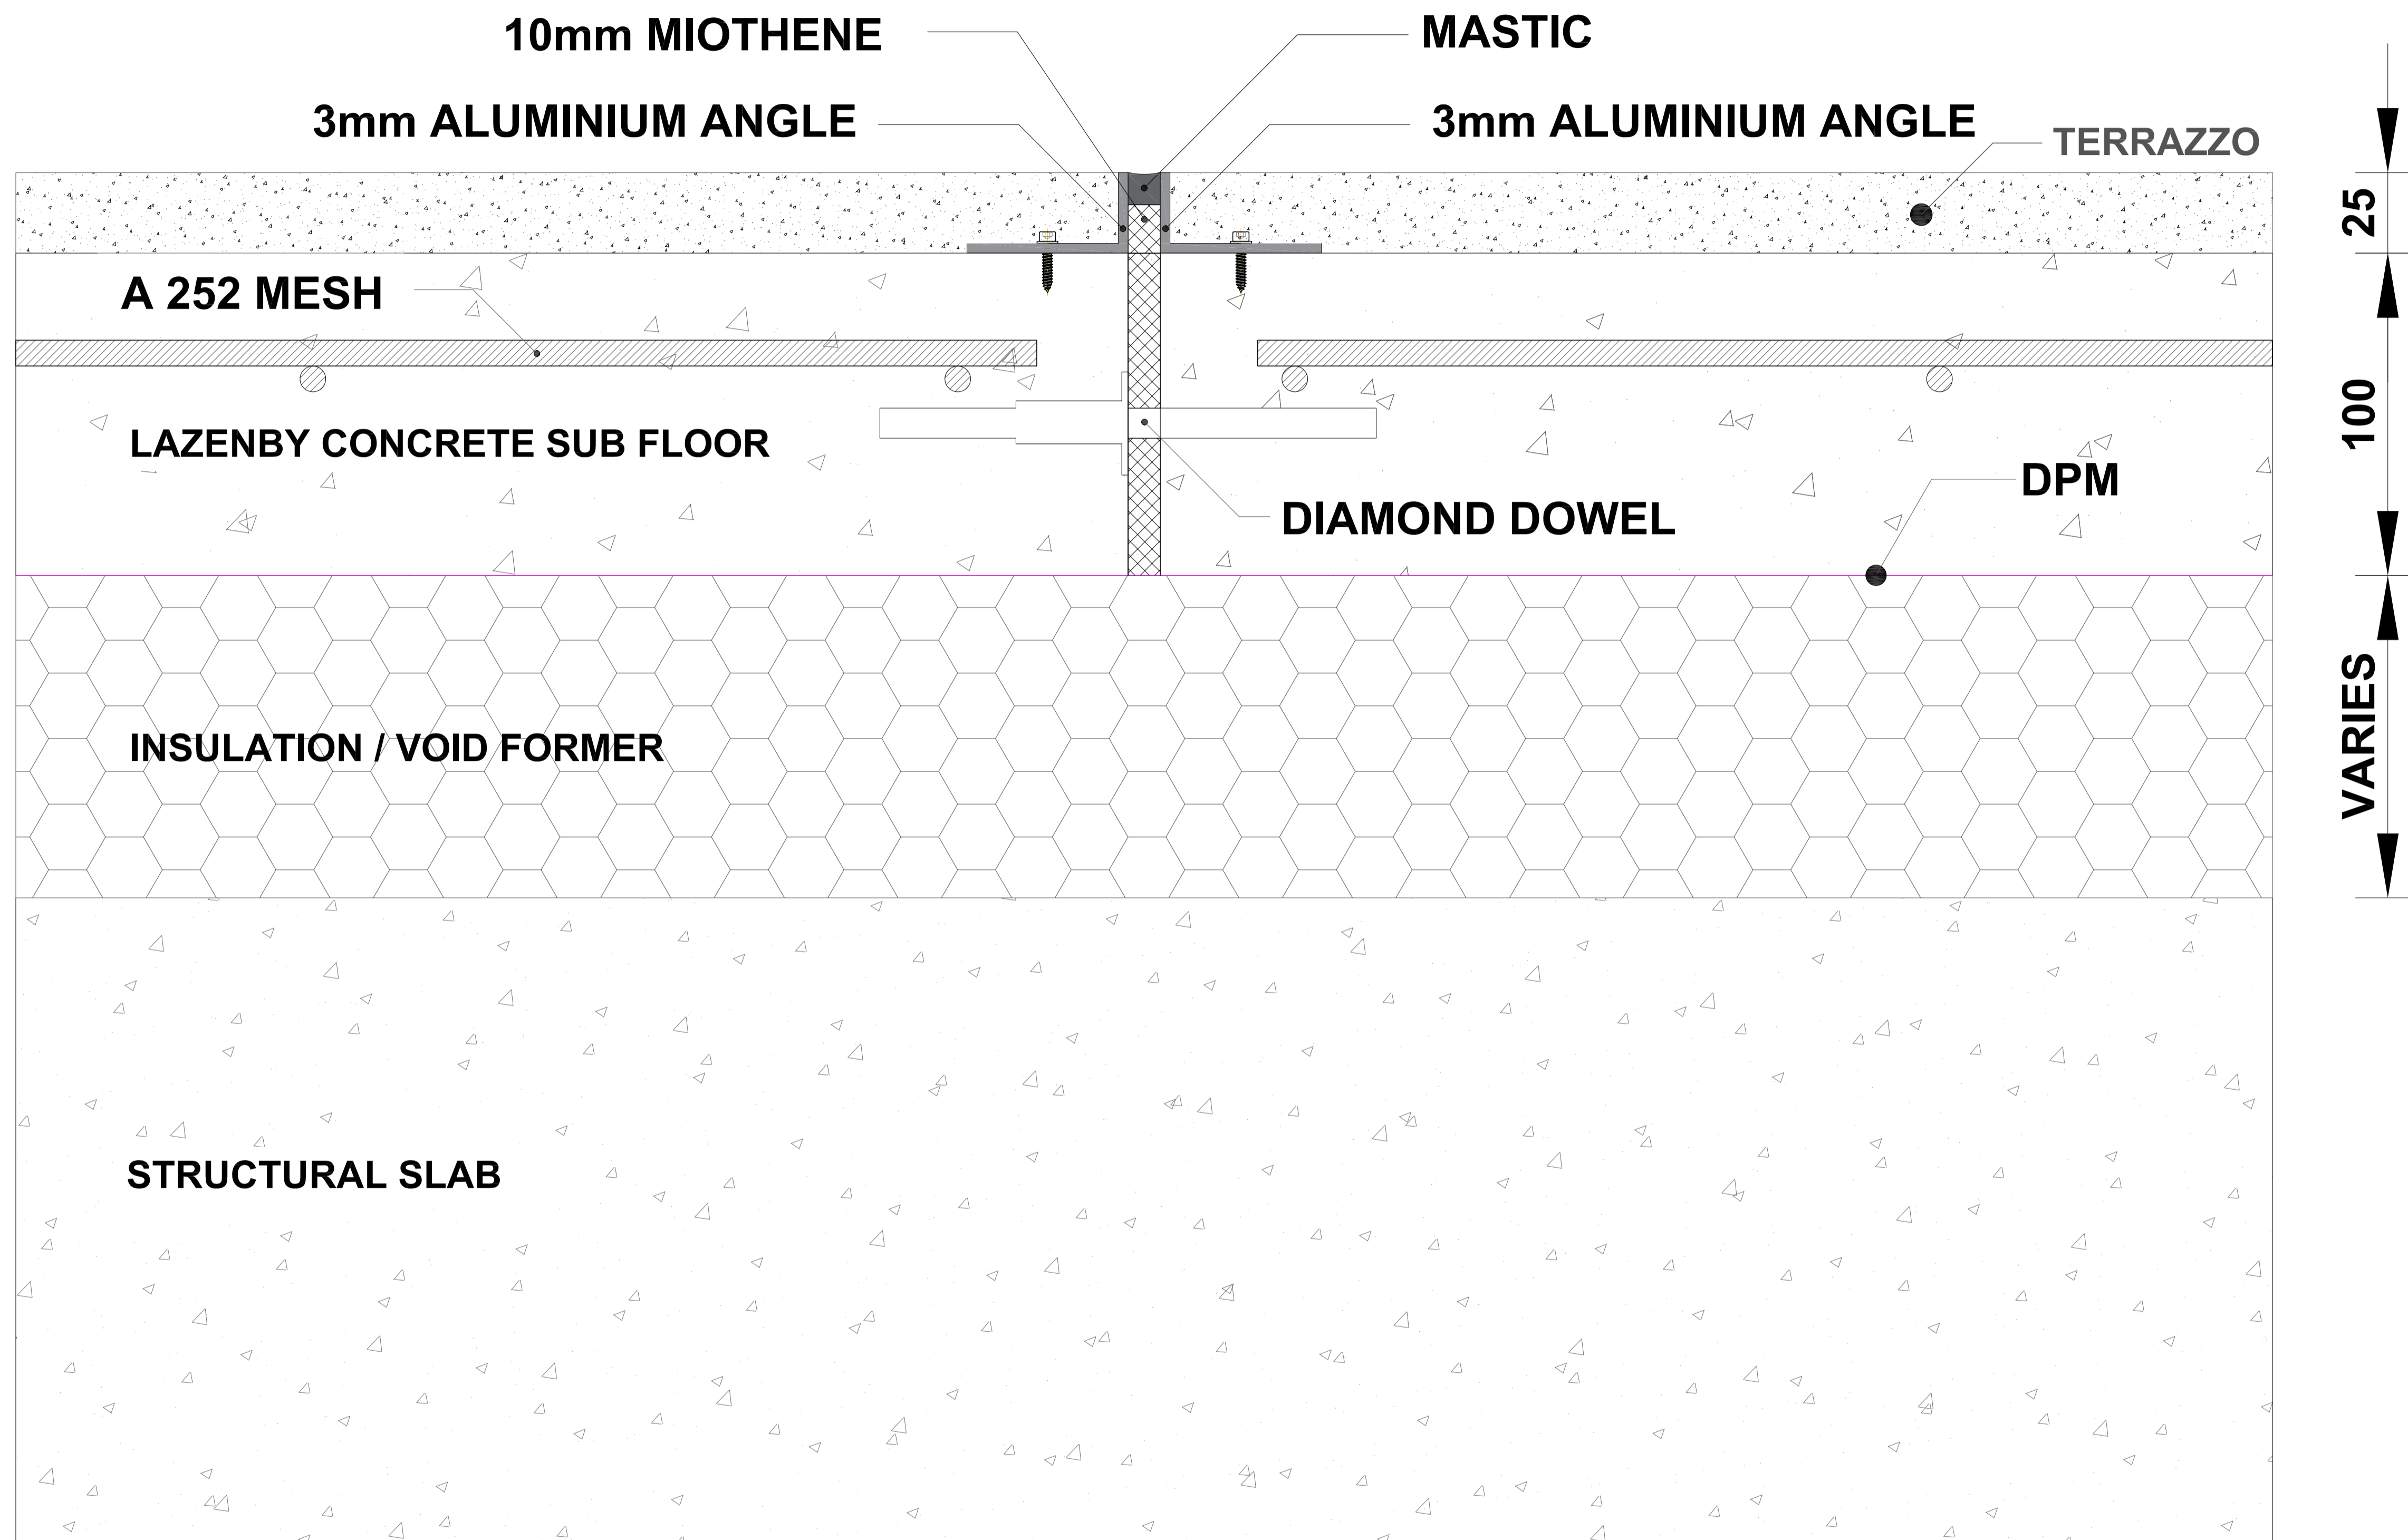 10mm MIOTHENE
MASTIC
3mm ALUMINIUM ANGLE
3mm ALUMINIUM ANGLE
TERRAZZO
25
A 252 MESH
100
LAZENBY CONCRETE SUB FLOOR
DPM
DIAMOND DOWEL
VARIES
INSULATION / VOID FORMER
STRUCTURAL SLAB